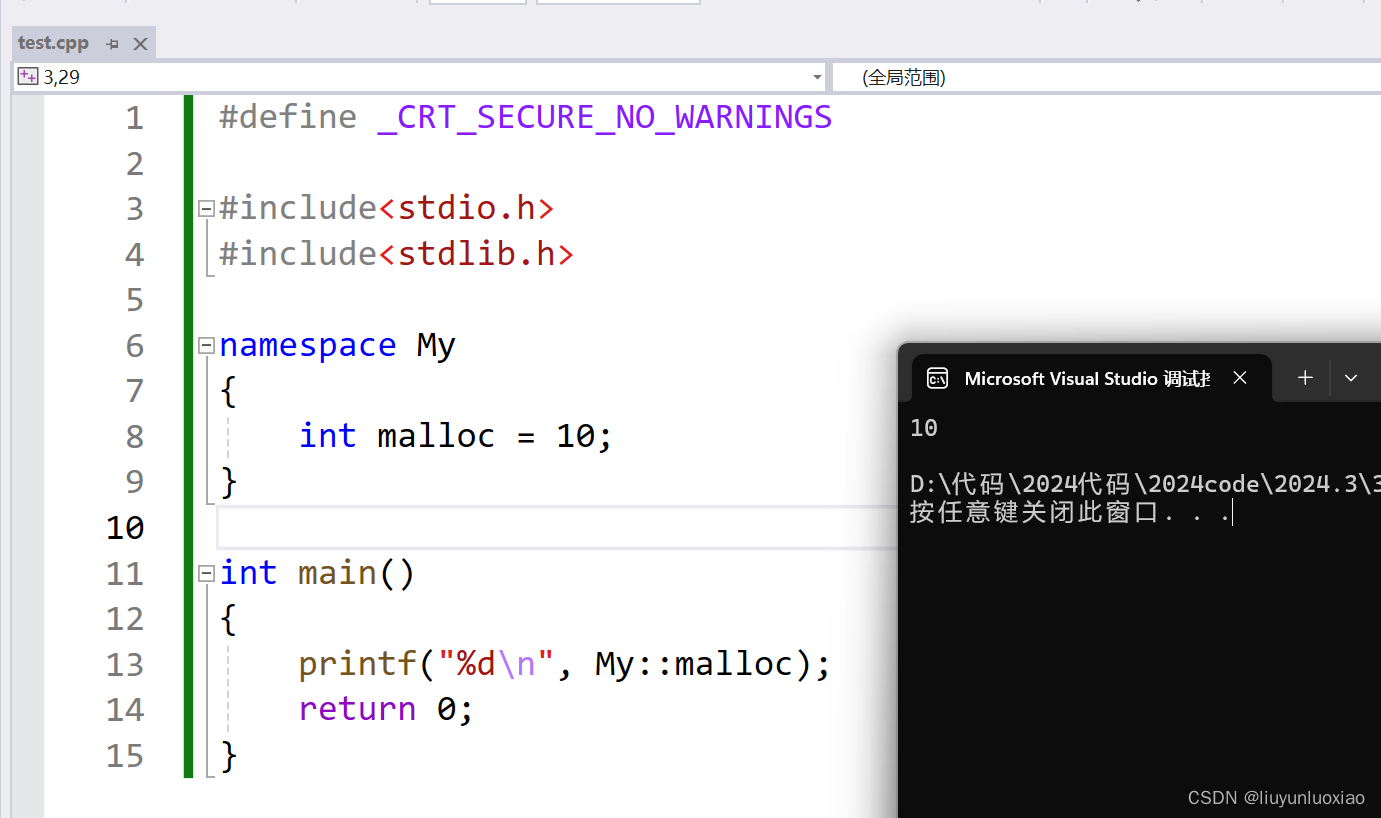 test.cpp
3,29
(全局范围)
1 #define _CRT_SECURE_NO_WARNINGS
2
3 #include<stdio.h>
4 #include<stdlib.h>
5
6 namespace My
7 {
8 int malloc = 10;
9 }
10
11 int main()
12 {
13 printf("%d\n", My::malloc);
14 return 0;
15 }
Microsoft Visual Studio 调试
10
D:\代码\2024代码\2024code\2024.3\3
按任意键关闭此窗口. . .
CSDN @liuyunluoxiao